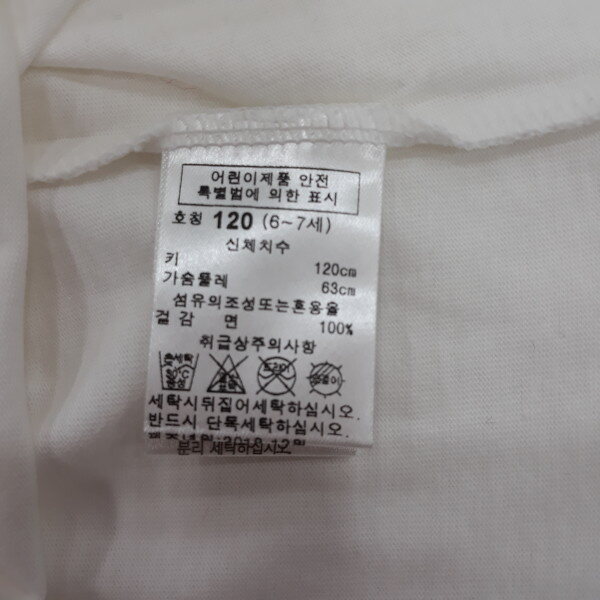 어린이제품 안전
특별법에 의한 표시
호칭 120 (6~7세)
신체치수
키 120cm
가슴둘레 63cm
섬유의조성또는혼용율
겉감 면 100%
취급상주의사항
세탁시뒤집어세탁하십시오.
반드시 단독세탁하십시오.
분리 세탁하십시오